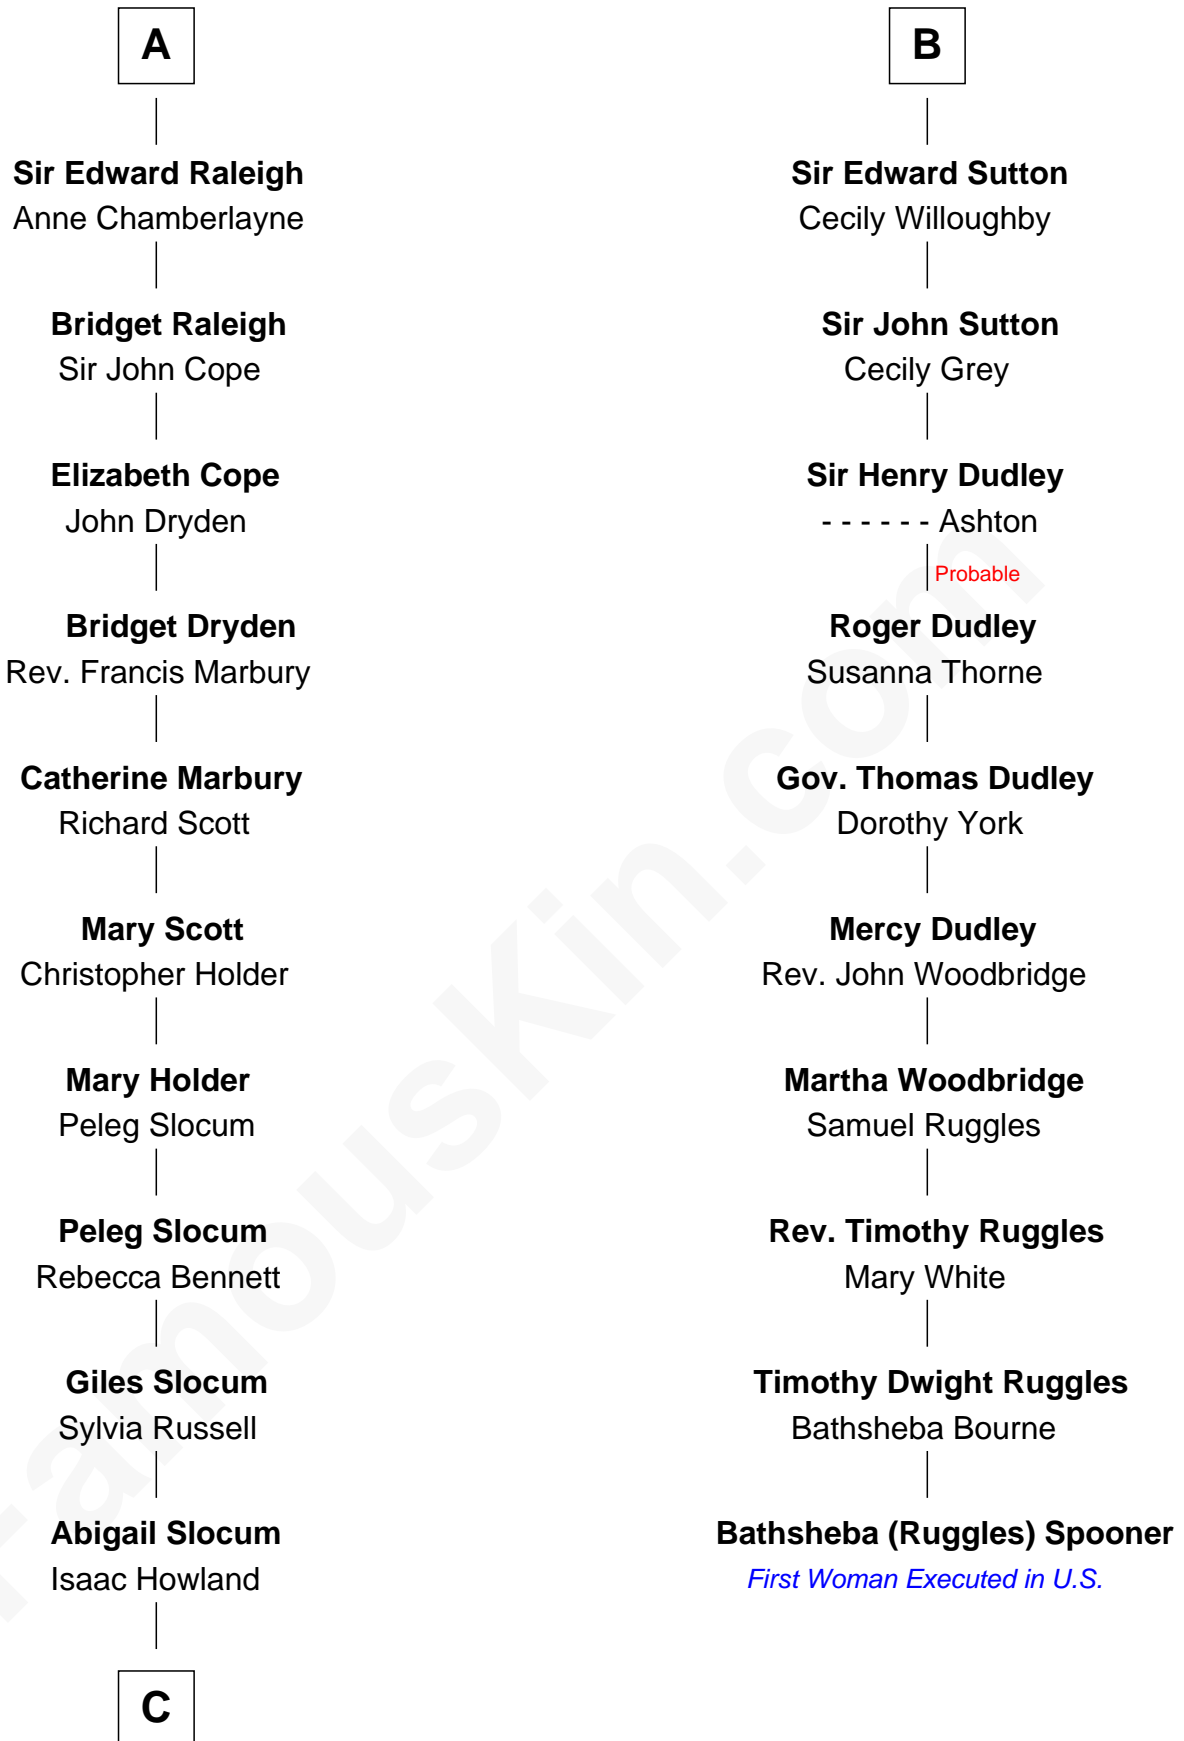 A
Sir Edward Raleigh
Anne Chamberlayne
Bridget Raleigh
Sir John Cope
Elizabeth Cope
John Dryden
Bridget Dryden
Rev. Francis Marbury
Catherine Marbury
Richard Scott
Mary Scott
Christopher Holder
Mary Holder
Peleg Slocum
Peleg Slocum
Rebecca Bennett
Giles Slocum
Sylvia Russell
Abigail Slocum
Isaac Howland
C
B
Sir Edward Sutton
Cecily Willoughby
Sir John Sutton
Cecily Grey
Sir Henry Dudley
- - - - - - Ashton
Probable
Roger Dudley
Susanna Thorne
Gov. Thomas Dudley
Dorothy York
Mercy Dudley
Rev. John Woodbridge
Martha Woodbridge
Samuel Ruggles
Rev. Timothy Ruggles
Mary White
Timothy Dwight Ruggles
Bathsheba Bourne
Bathsheba (Ruggles) Spooner
First Woman Executed in U.S.
FamousKin.com